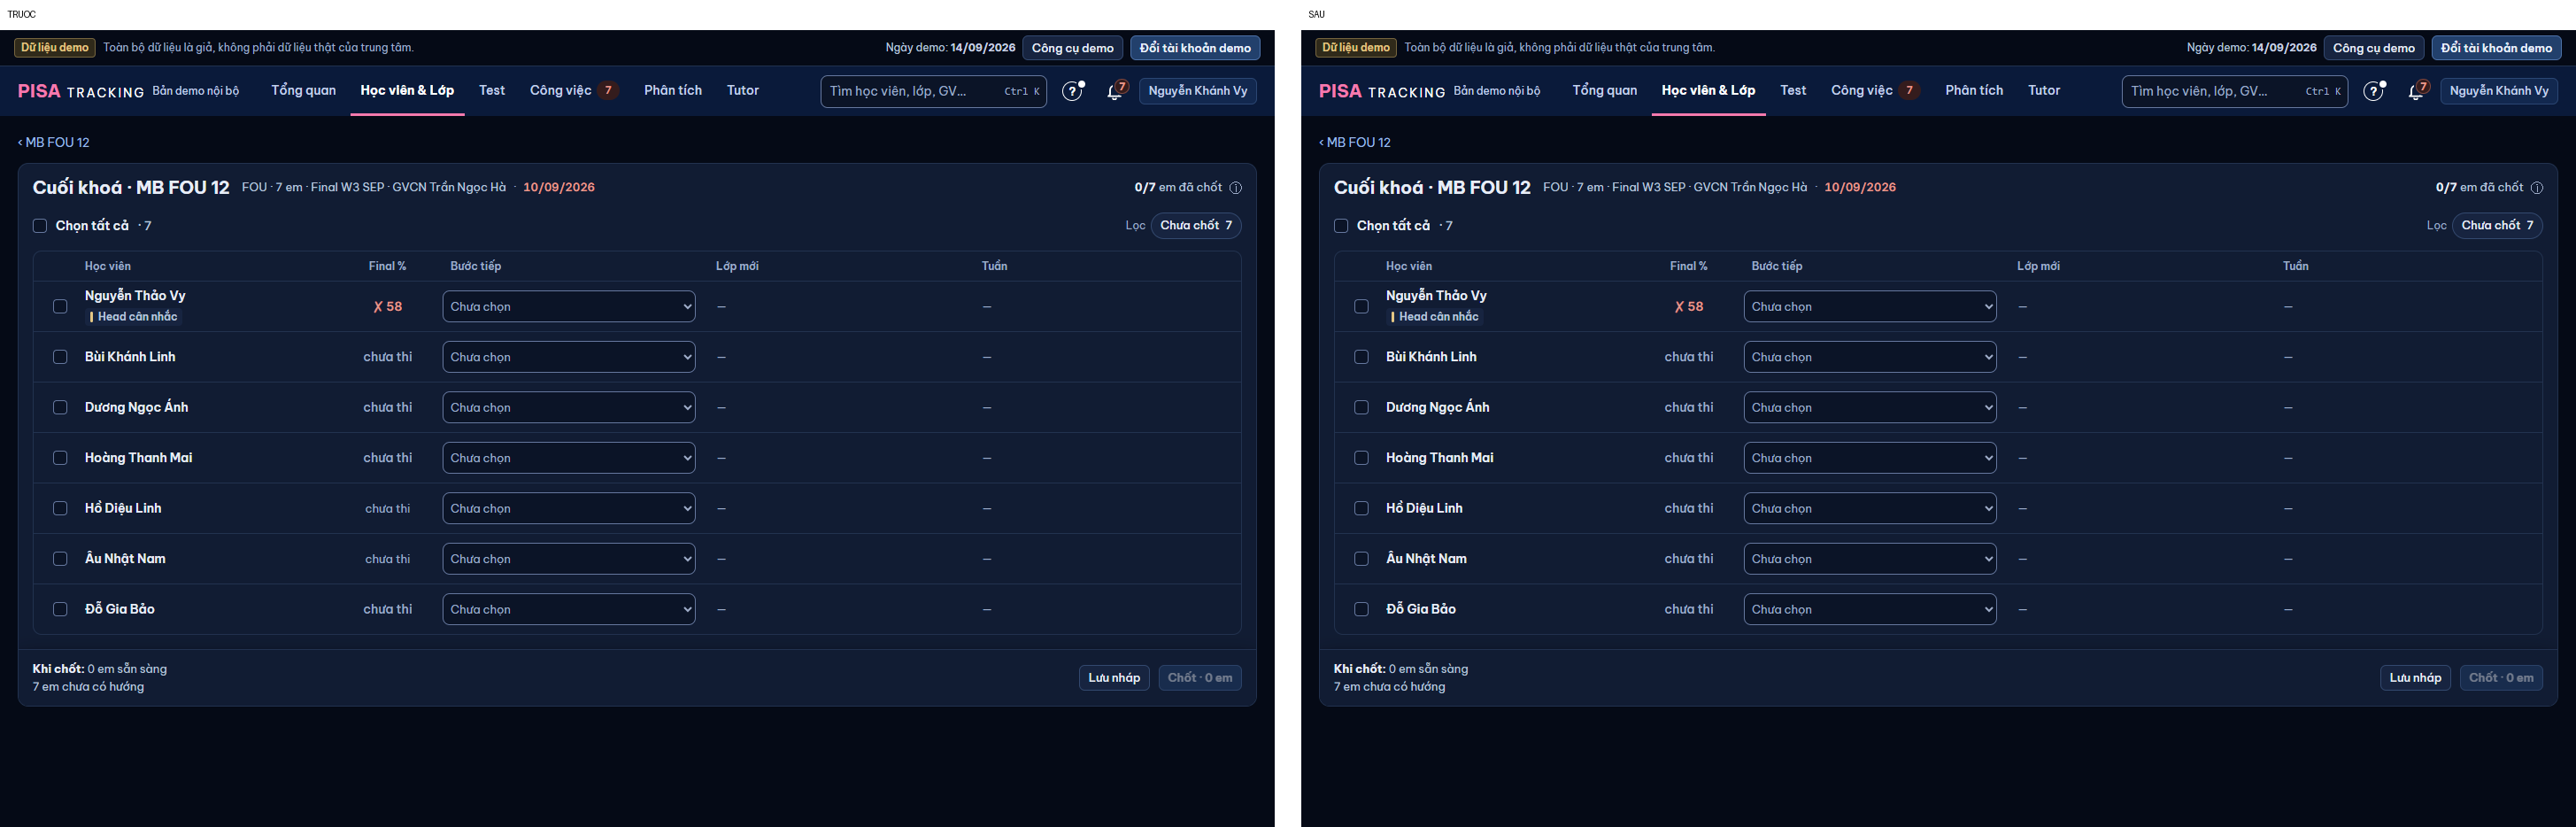 TRUOC
Dữ liệu demo Toàn bộ dữ liệu là giả, không phải dữ liệu thật của trung tâm. Ngày demo: 14/09/2026 Công cụ demo Đổi tài khoản demo
PISA TRACKING Bản demo nội bộ Tổng quan Học viên & Lớp Test Công việc 7 Phân tích Tutor Tìm học viên, lớp, GV... Ctrl K ? 7 Nguyễn Khánh Vy
‹ MB FOU 12
Cuối khoá · MB FOU 12 FOU · 7 em · Final W3 SEP · GVCN Trần Ngọc Hà · 10/09/2026 0/7 em đã chốt ⓘ
Chọn tất cả · 7 Lọc Chưa chốt 7
Học viên Final % Bước tiếp Lớp mới Tuần
Nguyễn Thảo Vy ✗ 58 Chưa chọn — —
Head cân nhắc
Bùi Khánh Linh chưa thi Chưa chọn — —
Dương Ngọc Ánh chưa thi Chưa chọn — —
Hoàng Thanh Mai chưa thi Chưa chọn — —
Hồ Diệu Linh chưa thi Chưa chọn — —
Âu Nhật Nam chưa thi Chưa chọn — —
Đỗ Gia Bảo chưa thi Chưa chọn — —
Khi chốt: 0 em sẵn sàng
7 em chưa có hướng Lưu nháp Chốt · 0 em
SAU
Dữ liệu demo Toàn bộ dữ liệu là giả, không phải dữ liệu thật của trung tâm. Ngày demo: 14/09/2026 Công cụ demo Đổi tài khoản demo
PISA TRACKING Bản demo nội bộ Tổng quan Học viên & Lớp Test Công việc 7 Phân tích Tutor Tìm học viên, lớp, GV... Ctrl K ? 7 Nguyễn Khánh Vy
‹ MB FOU 12
Cuối khoá · MB FOU 12 FOU · 7 em · Final W3 SEP · GVCN Trần Ngọc Hà · 10/09/2026 0/7 em đã chốt ⓘ
Chọn tất cả · 7 Lọc Chưa chốt 7
Học viên Final % Bước tiếp Lớp mới Tuần
Nguyễn Thảo Vy ✗ 58 Chưa chọn — —
Head cân nhắc
Bùi Khánh Linh chưa thi Chưa chọn — —
Dương Ngọc Ánh chưa thi Chưa chọn — —
Hoàng Thanh Mai chưa thi Chưa chọn — —
Hồ Diệu Linh chưa thi Chưa chọn — —
Âu Nhật Nam chưa thi Chưa chọn — —
Đỗ Gia Bảo chưa thi Chưa chọn — —
Khi chốt: 0 em sẵn sàng
7 em chưa có hướng Lưu nháp Chốt · 0 em